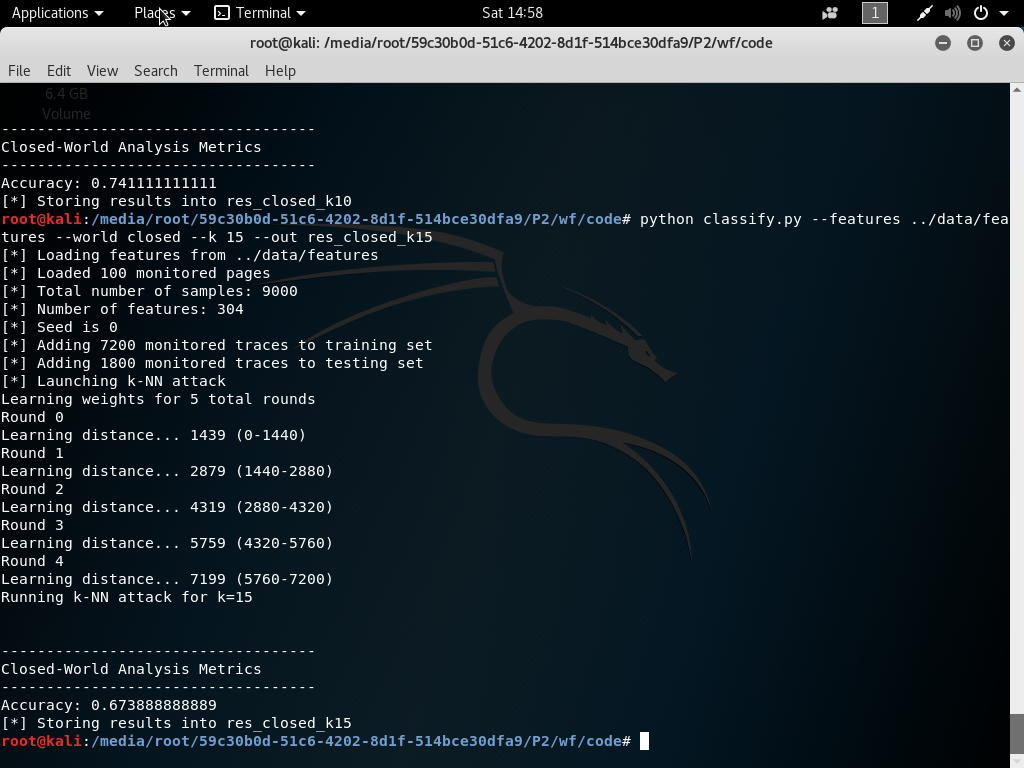 Applications Places Terminal Sat 14:58 1
root@kali: /media/root/59c30b0d-51c6-4202-8d1f-514bce30dfa9/P2/wf/code
File Edit View Search Terminal Help
6.4 GB
Volume
-----------------------------------
Closed-World Analysis Metrics
-----------------------------------
Accuracy: 0.741111111111
[*] Storing results into res_closed_k10
root@kali:/media/root/59c30b0d-51c6-4202-8d1f-514bce30dfa9/P2/wf/code# python classify.py --features ../data/fea
tures --world closed --k 15 --out res_closed_k15
[*] Loading features from ../data/features
[*] Loaded 100 monitored pages
[*] Total number of samples: 9000
[*] Number of features: 304
[*] Seed is 0
[*] Adding 7200 monitored traces to training set
[*] Adding 1800 monitored traces to testing set
[*] Launching k-NN attack
Learning weights for 5 total rounds
Round 0
Learning distance... 1439 (0-1440)
Round 1
Learning distance... 2879 (1440-2880)
Round 2
Learning distance... 4319 (2880-4320)
Round 3
Learning distance... 5759 (4320-5760)
Round 4
Learning distance... 7199 (5760-7200)
Running k-NN attack for k=15
-----------------------------------
Closed-World Analysis Metrics
-----------------------------------
Accuracy: 0.673888888889
[*] Storing results into res_closed_k15
root@kali:/media/root/59c30b0d-51c6-4202-8d1f-514bce30dfa9/P2/wf/code#